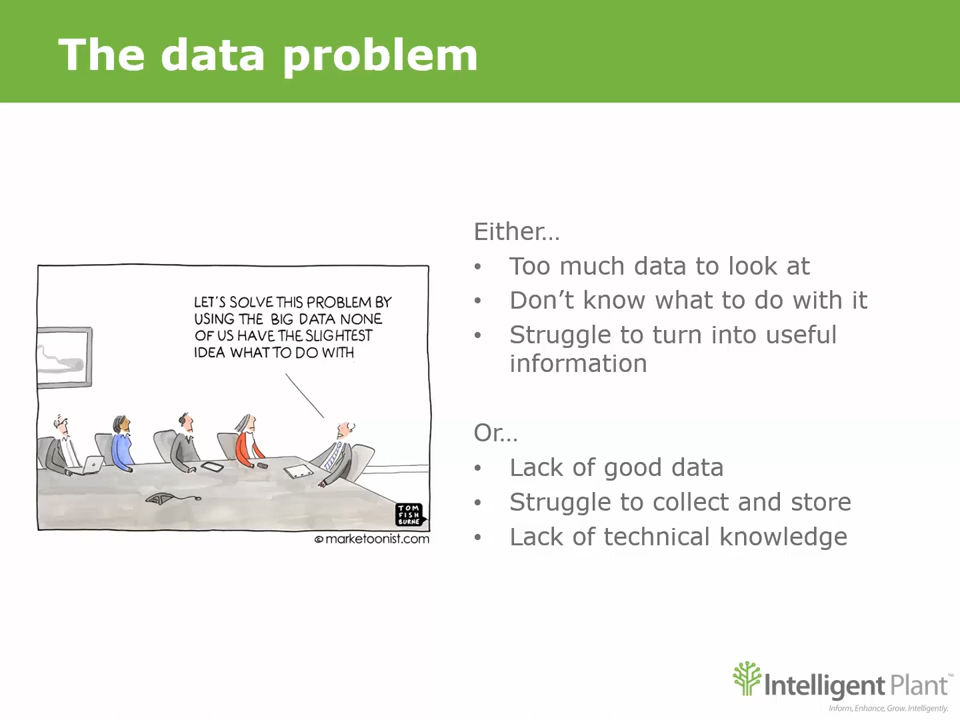 The data problem
LET'S SOLVE THIS PROBLEM BY
USING THE BIG DATA NONE
OF US HAVE THE SLIGHTEST
IDEA WHAT TO DO WITH
TOM
FISH
BURNE
© marketoonist.com
Either…
• Too much data to look at
• Don’t know what to do with it
• Struggle to turn into useful
information
Or…
• Lack of good data
• Struggle to collect and store
• Lack of technical knowledge
Intelligent Plant™
Inform, Enhance, Grow. Intelligently.